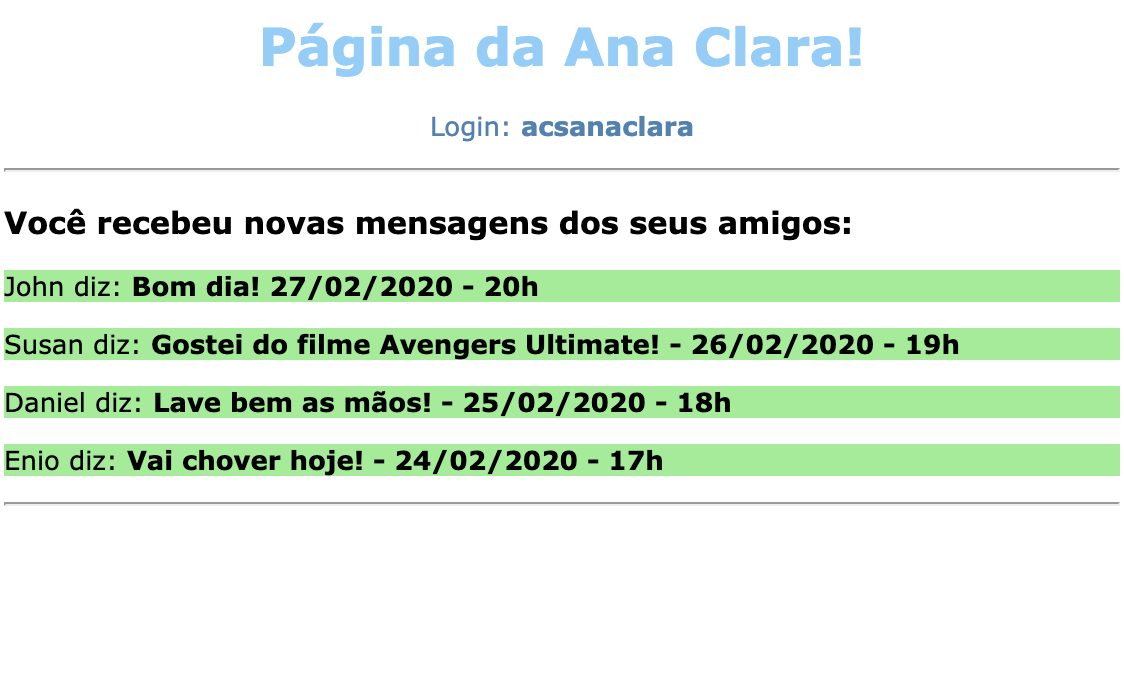 Página da Ana Clara!
Login: acsanaclara
Você recebeu novas mensagens dos seus amigos:
John diz: Bom dia! 27/02/2020 - 20h
Susan diz: Gostei do filme Avengers Ultimate! - 26/02/2020 - 19h
Daniel diz: Lave bem as mãos! - 25/02/2020 - 18h
Enio diz: Vai chover hoje! - 24/02/2020 - 17h